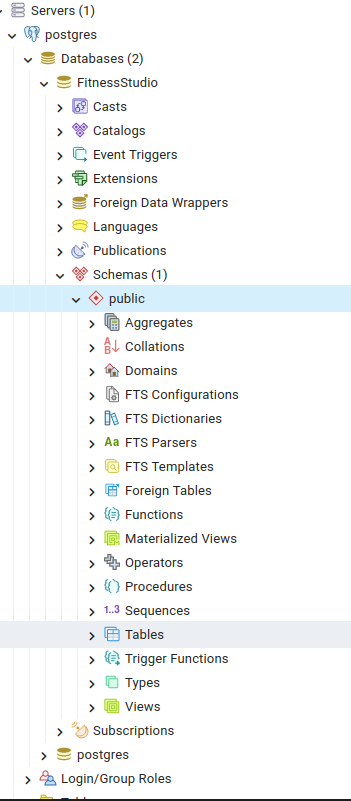 Servers (1)
postgres
Databases (2)
FitnessStudio
Casts
Catalogs
Event Triggers
Extensions
Foreign Data Wrappers
Languages
Publications
Schemas (1)
public
Aggregates
Collations
Domains
FTS Configurations
FTS Dictionaries
Aa FTS Parsers
FTS Templates
Foreign Tables
Functions
Materialized Views
Operators
Procedures
1..3 Sequences
Tables
Trigger Functions
Types
Views
Subscriptions
postgres
Login/Group Roles